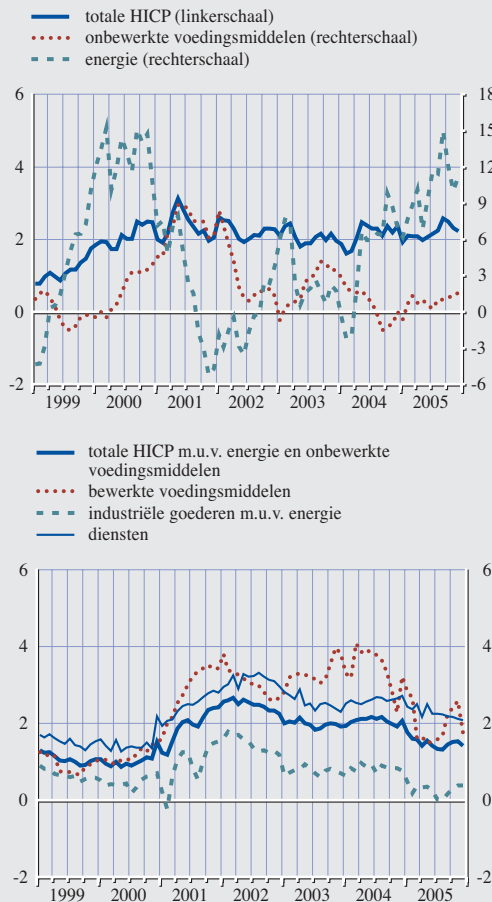 totale HICP (linkerschaal)
onbewerkte voedingsmiddelen (rechterschaal)
energie (rechterschaal)
6
18
15
4
12
9
2
6
3
0
0
-3
-2
-6
1999 2000 2001 2002 2003 2004 2005
totale HICP m.u.v. energie en onbewerkte
voedingsmiddelen
bewerkte voedingsmiddelen
industriële goederen m.u.v. energie
diensten
6
6
4
4
2
2
0
0
-2
-2
1999 2000 2001 2002 2003 2004 2005